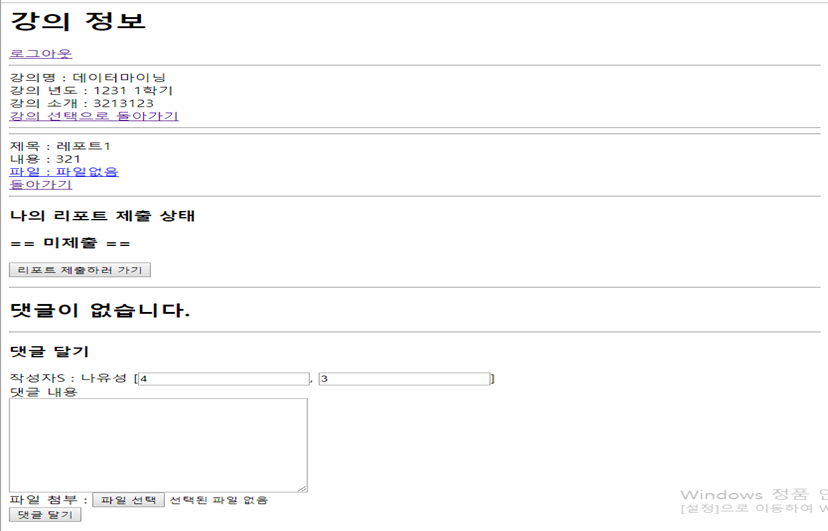 강의 정보
로그아웃
강의명 : 데이터마이닝
강의 년도 : 1231 1학기
강의 소개 : 3213123
강의 선택으로 돌아가기
제목 : 레포트1
내용 : 321
파일 : 파일없음
돌아가기
나의 리포트 제출 상태
== 미제출 ==
리포트 제출하러 가기
댓글이 없습니다.
댓글 달기
작성자S : 나유성 [4, 3]
댓글 내용
파일 첨부 : 파일 선택 선택된 파일 없음
댓글 달기
Windows 정품
[설정]으로 이동하여